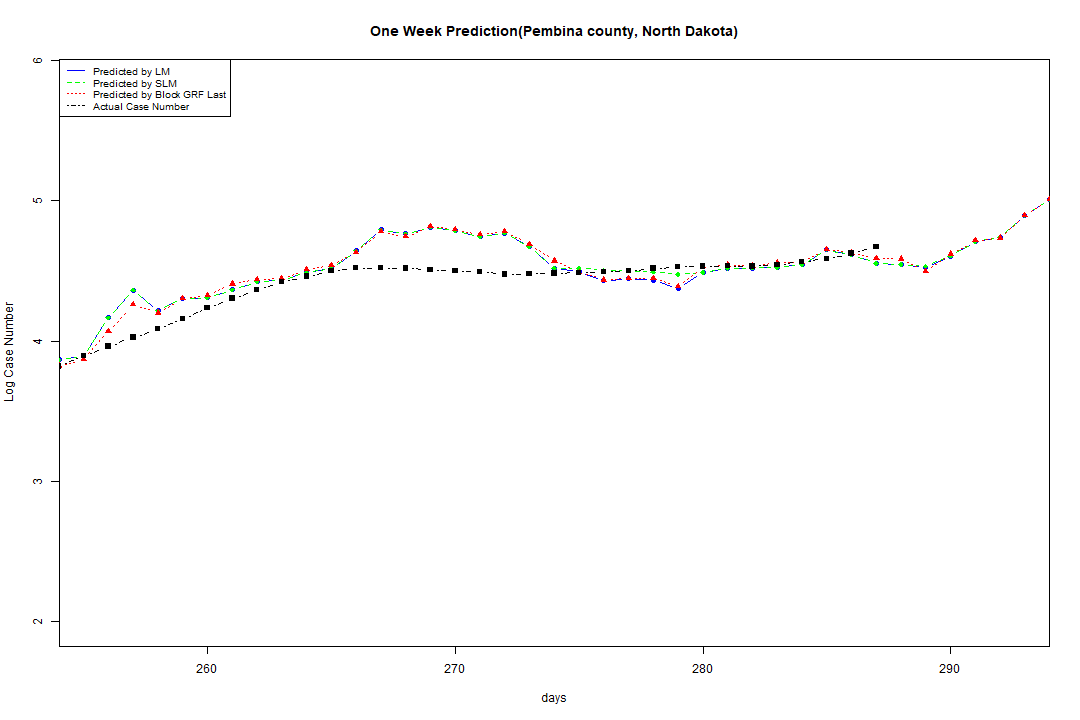 One Week Prediction(Pembina county, North Dakota)
6
Predicted by LM
Predicted by SLM
Predicted by Block GRF Last
Actual Case Number
5
4
Log Case Number
3
2
260 270 280 290
days